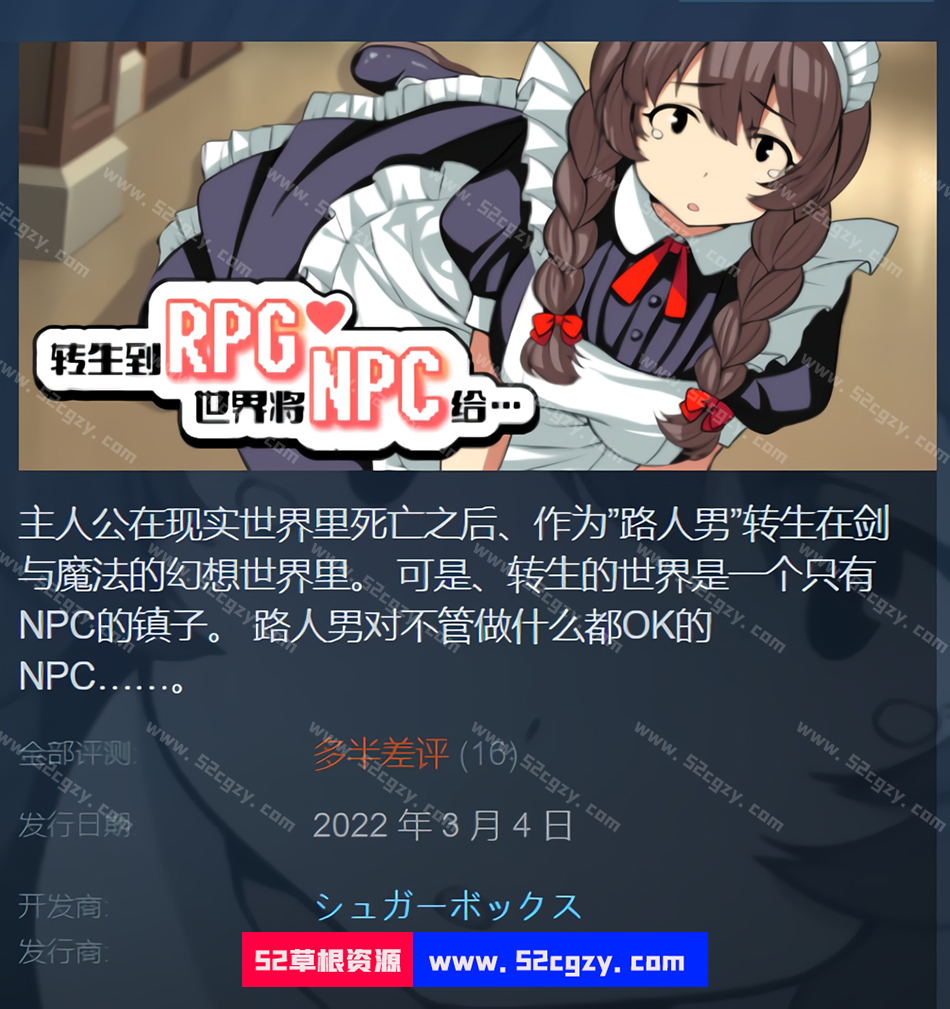 转生到RPG
世界将NPC给…
主人公在现实世界里死亡之后、作为”路人男”转生在剑
与魔法的幻想世界里。 可是、转生的世界是一个只有
NPC的镇子。 路人男对不管做什么都OK的
NPC……。
全部评测: 多半差评 (16)
发行日期 2022 年 3 月 4 日
开发商: シュガーボックス
发行商:
52草根资源 www.52cgzy.com